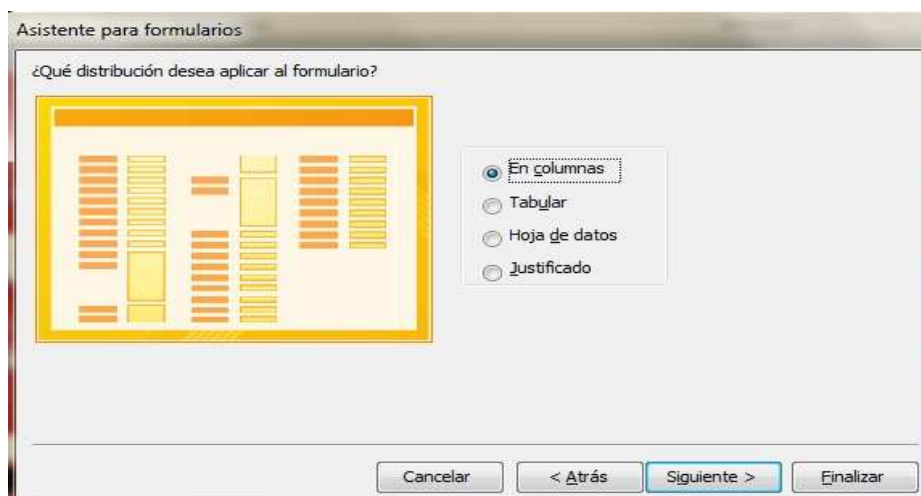 Asistente para formularios
¿Qué distribución desea aplicar al formulario?
En columnas
Tabular
Hoja de datos
Justificado
Cancelar
< Atrás
Siguiente >
Finalizar